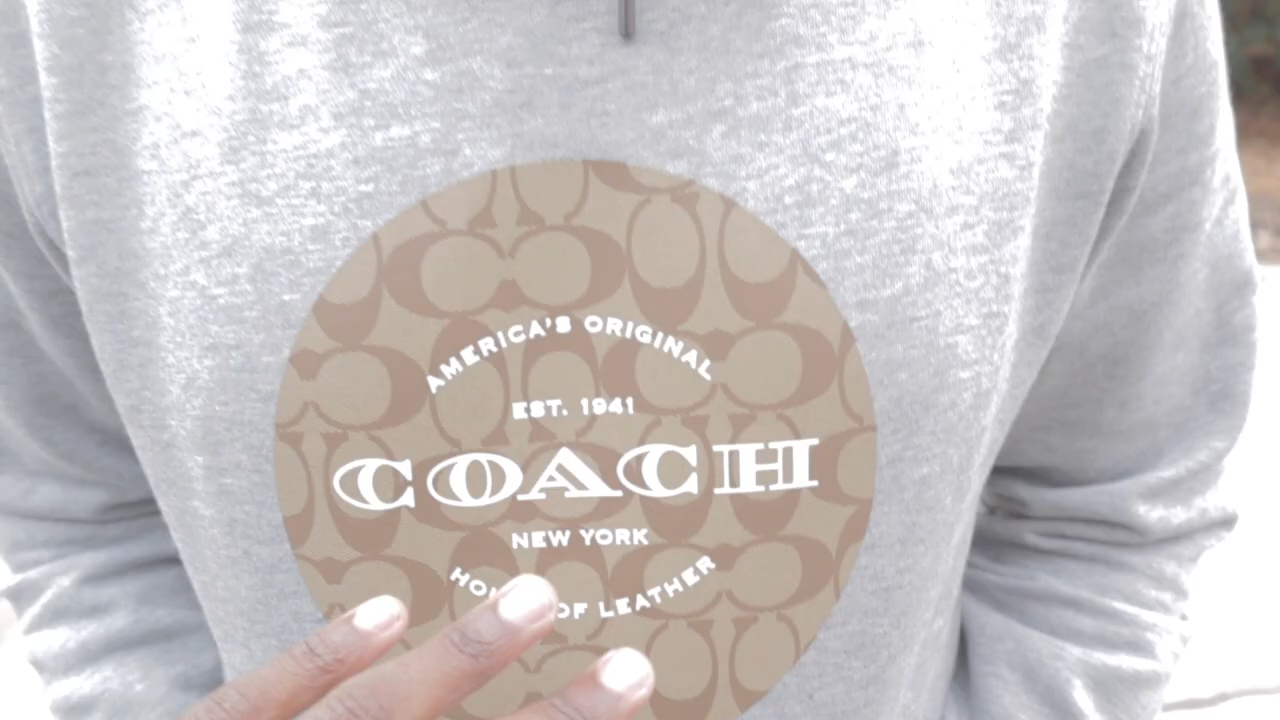 AMERICA'S ORIGINAL
EST. 1941
COACH
NEW YORK
OF LEATHER